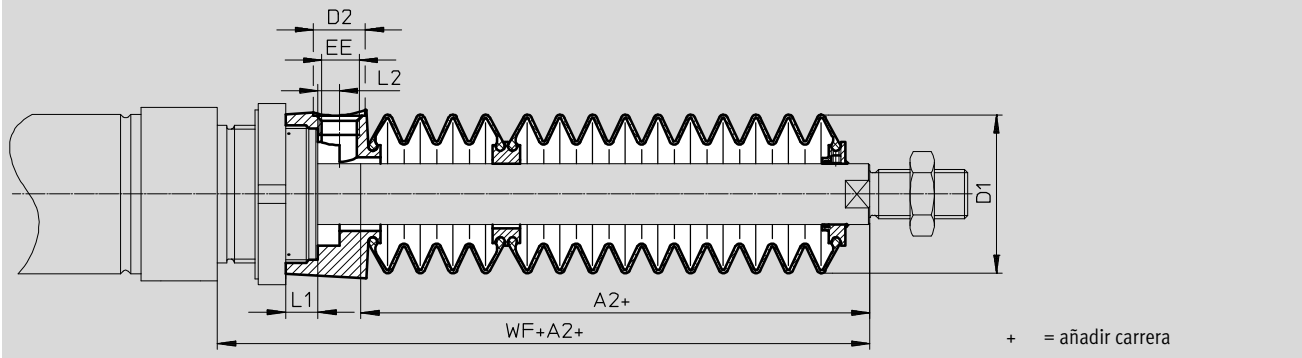 D2
EE
L2
D1
L1
A2+
WF+A2+
+ = añadir carrera